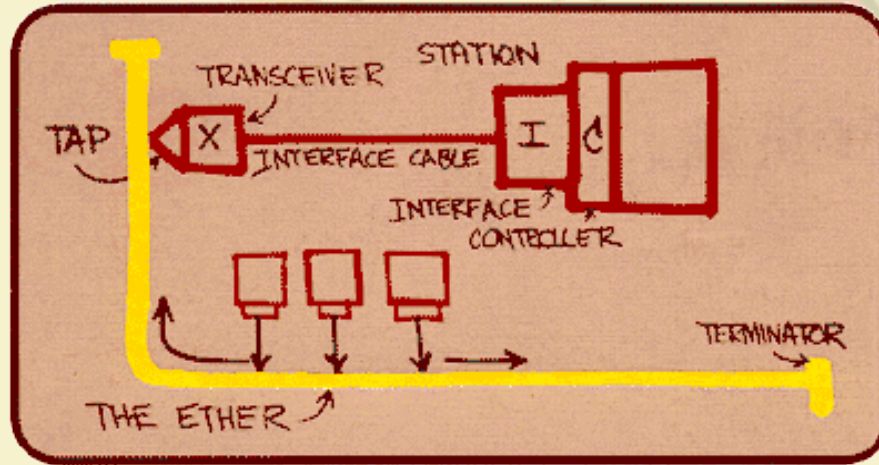 STATION
TRANSCEIVER
TAP
X
I
C
INTERFACE CABLE
INTERFACE
CONTROLLER
TERMINATOR
THE ETHER